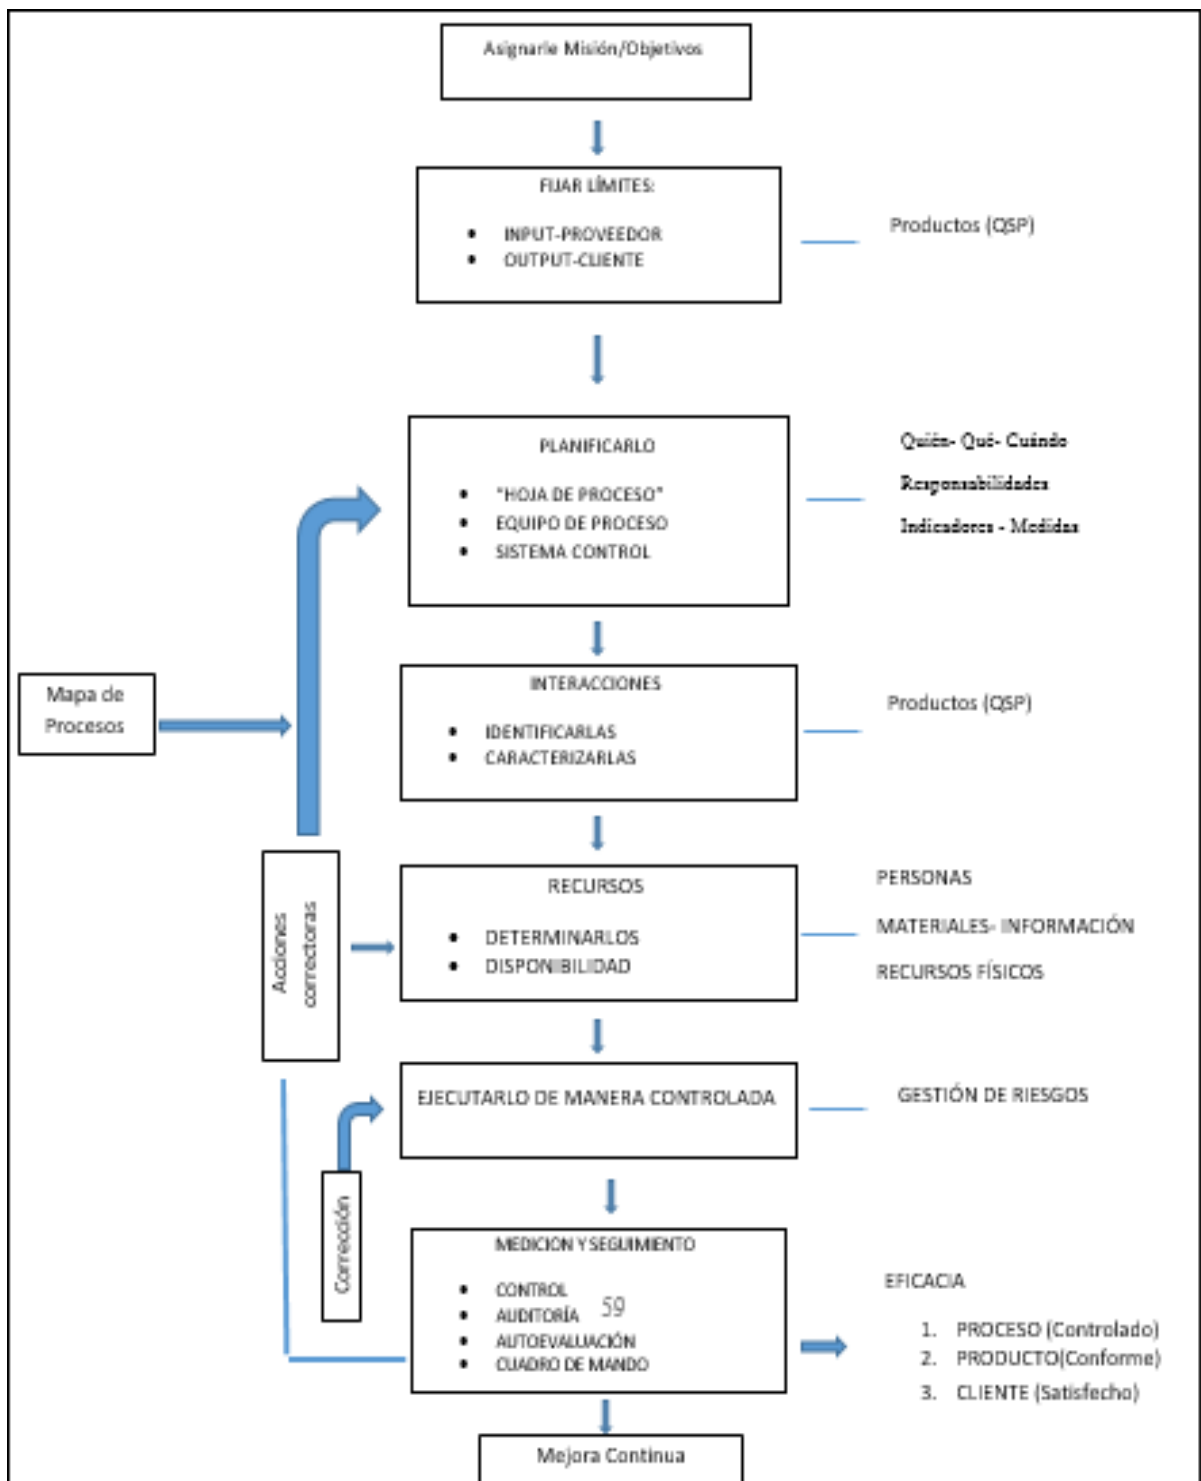 Asignarle Misión/Objetivos
FIJAR LÍMITES:
• INPUT-PROVEEDOR
• OUTPUT-CLIENTE
Productos (QSP)
PLANIFICARLO
• "HOJA DE PROCESO"
• EQUIPO DE PROCESO
• SISTEMA CONTROL
Quién- Qué- Cuándo
Responsabilidades
Indicadores - Medidas
Mapa de
Procesos
INTERACCIONES
• IDENTIFICARLAS
• CARACTERIZARLAS
Productos (QSP)
Acciones
correctoras
RECURSOS
• DETERMINARLOS
• DISPONIBILIDAD
PERSONAS
MATERIALES- INFORMACIÓN
RECURSOS FÍSICOS
EJECUTARLO DE MANERA CONTROLADA
GESTIÓN DE RIESGOS
Corrección
MEDICION Y SEGUIMIENTO
• CONTROL
• AUDITORÍA 59
• AUTOEVALUACIÓN
• CUADRO DE MANDO
EFICACIA
1. PROCESO (Controlado)
2. PRODUCTO(Conforme)
3. CLIENTE (Satisfecho)
Mejora Continua